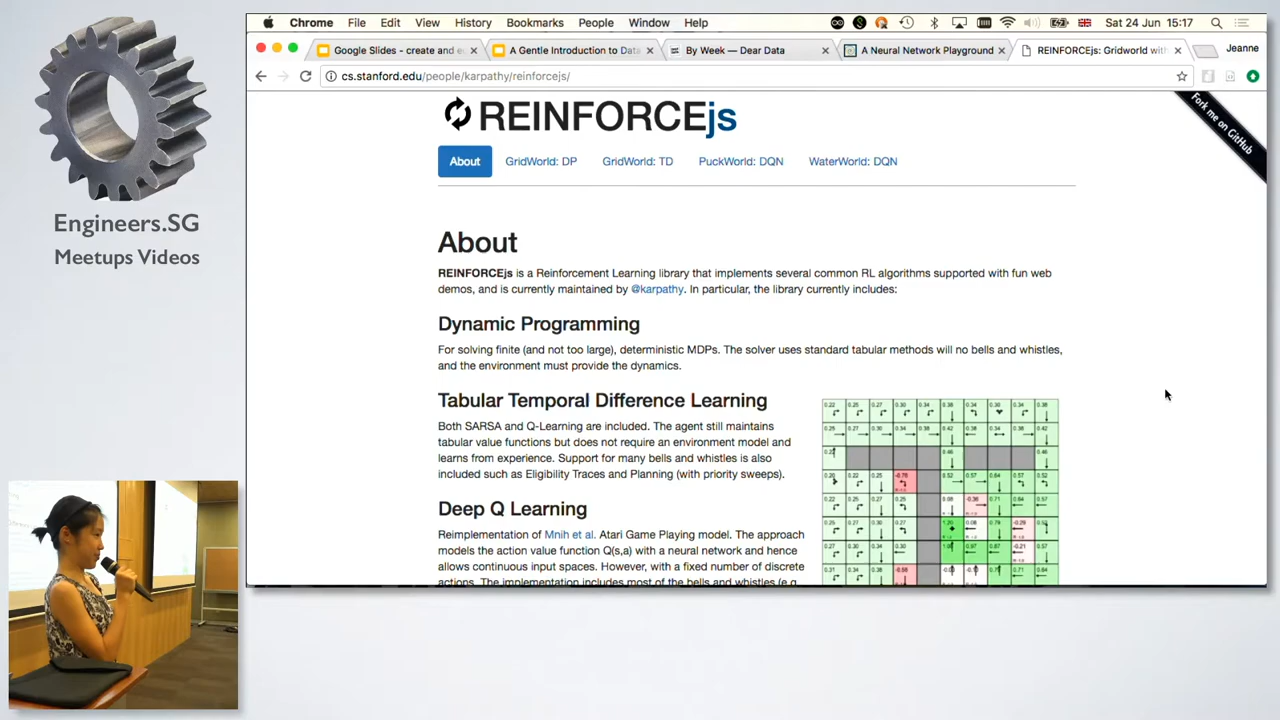 Engineers.SG
Meetups Videos
Chrome File Edit View History Bookmarks People Window Help
Sat 24 Jun 15:17
Google Slides - create and e
A Gentle Introduction to Data
By Week — Dear Data
A Neural Network Playground
REINFORCEjs: Gridworld with
Jeanne
cs.stanford.edu/people/karpathy/reinforcejs/
Fork me on GitHub
REINFORCEjs
About GridWorld: DP GridWorld: TD PuckWorld: DQN WaterWorld: DQN
About
REINFORCEjs is a Reinforcement Learning library that implements several common RL algorithms supported with fun web
demos, and is currently maintained by @karpathy. In particular, the library currently includes:
Dynamic Programming
For solving finite (and not too large), deterministic MDPs. The solver uses standard tabular methods will no bells and whistles,
and the environment must provide the dynamics.
Tabular Temporal Difference Learning
Both SARSA and Q-Learning are included. The agent still maintains
tabular value functions but does not require an environment model and
learns from experience. Support for many bells and whistles is also
included such as Eligibility Traces and Planning (with priority sweeps).
Deep Q Learning
Reimplementation of Mnih et al. Atari Game Playing model. The approach
models the action value function Q(s,a) with a neural network and hence
allows continuous input spaces. However, with a fixed number of discrete
actions. The implementation includes most of the bells and whistles (e.g.